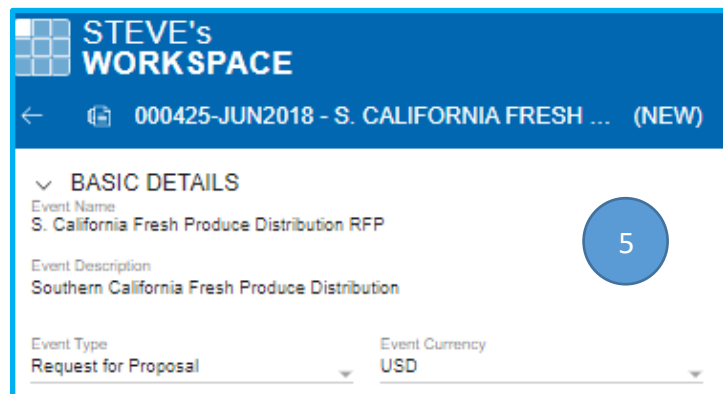 STEVE's
WORKSPACE
000425-JUN2018 - S. CALIFORNIA FRESH ... (NEW)
BASIC DETAILS
Event Name
S. California Fresh Produce Distribution RFP
5
Event Description
Southern California Fresh Produce Distribution
Event Type Event Currency
Request for Proposal USD